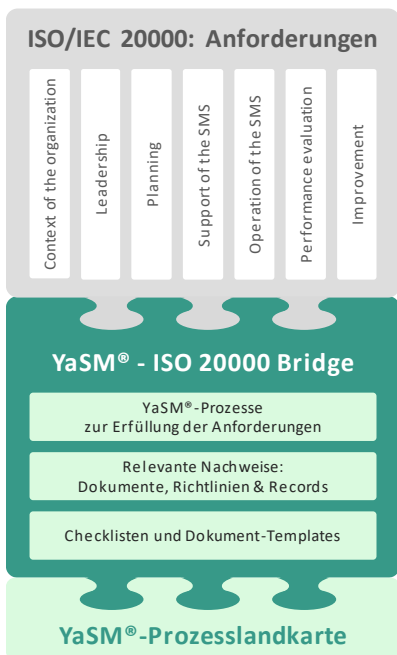 ISO/IEC 20000: Anforderungen
Context of the organization
Leadership
Planning
Support of the SMS
Operation of the SMS
Performance evaluation
Improvement
YaSM® - ISO 20000 Bridge
YaSM®-Prozesse
zur Erfüllung der Anforderungen
Relevante Nachweise:
Dokumente, Richtlinien & Records
Checklisten und Dokument-Templates
YaSM®-Prozesslandkarte